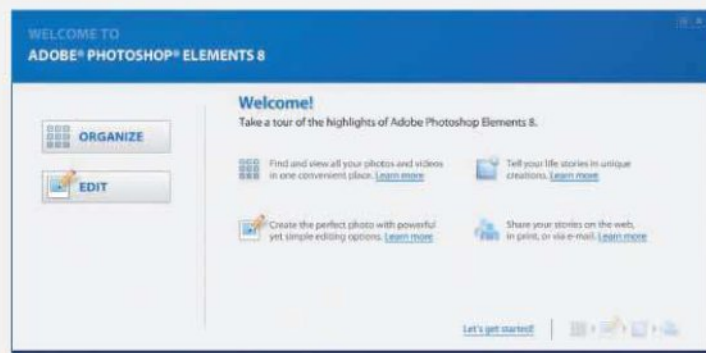 WELCOME TO
ADOBE® PHOTOSHOP® ELEMENTS 8
ORGANIZE
EDIT
Welcome!
Take a tour of the highlights of Adobe Photoshop Elements 8.
Find and view all your photos and videos
in one convenient place. Learn more
Tell your life stories in unique
creations. Learn more
Create the perfect photo with powerful
yet simple editing options. Learn more
Share your stories on the web,
in print, or via e-mail. Learn more
Let's get started!